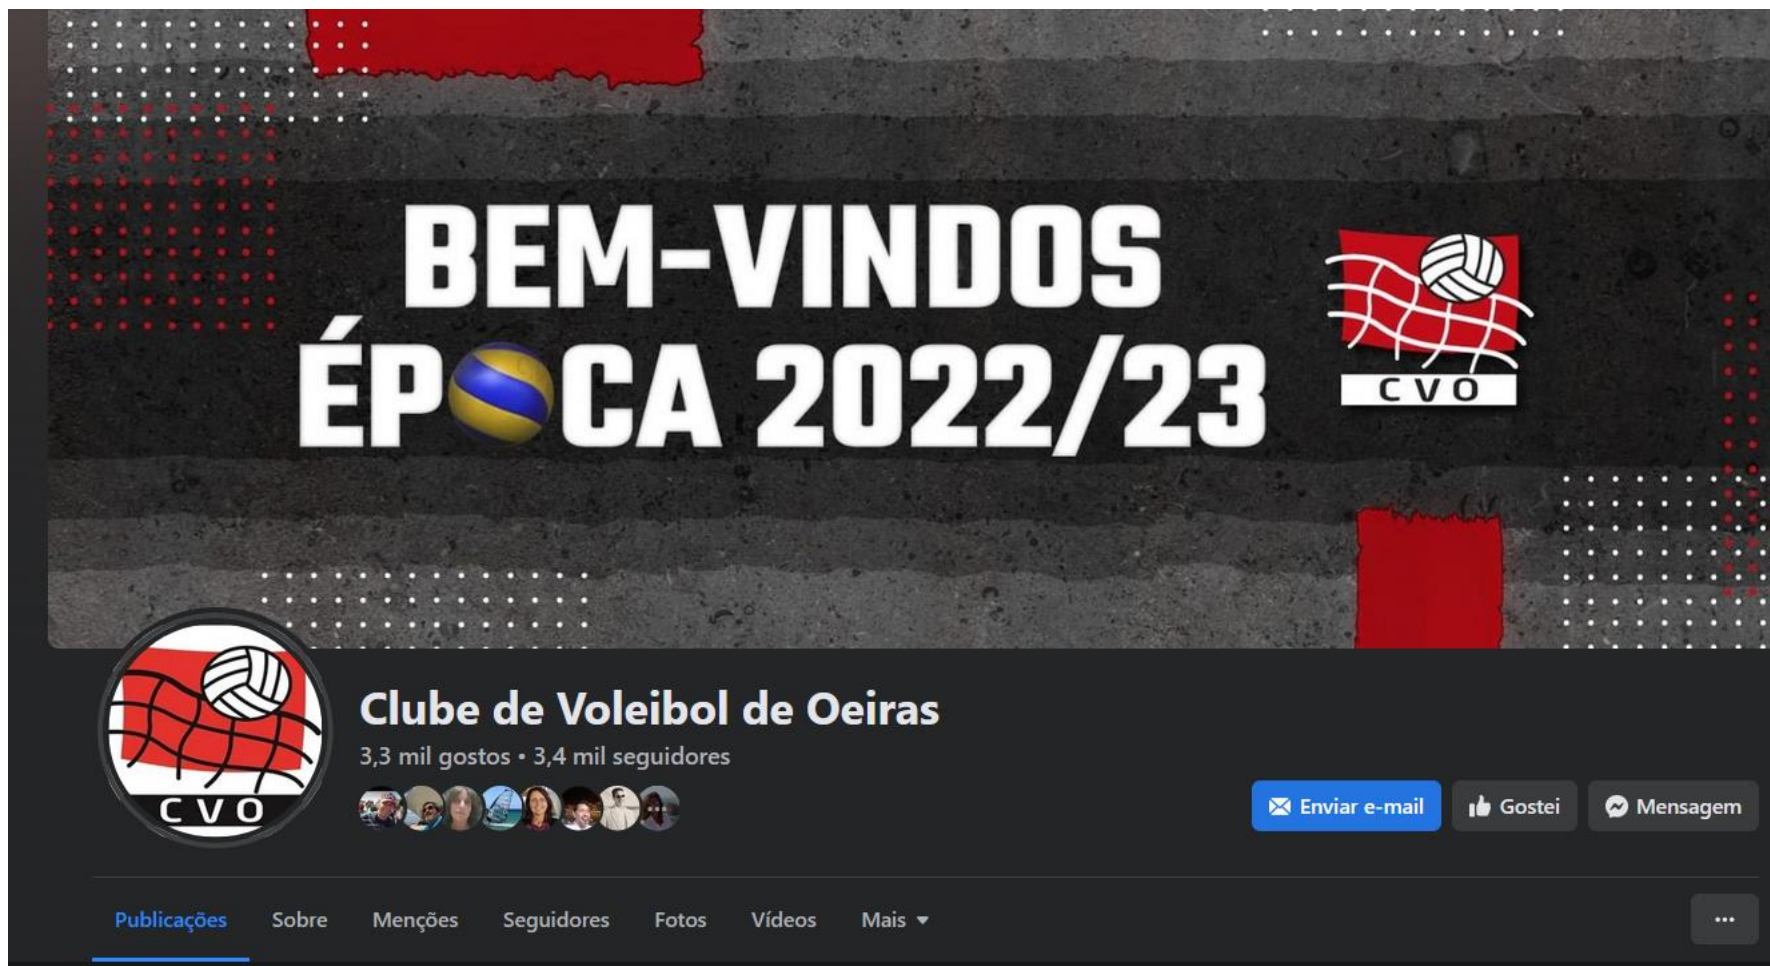 BEM-VINDOS
ÉPOCA 2022/23
CVO
CVO
Clube de Voleibol de Oeiras
3,3 mil gostos • 3,4 mil seguidores
Enviar e-mail
Gostei
Mensagem
Publicações
Sobre
Menções
Seguidores
Fotos
Vídeos
Mais